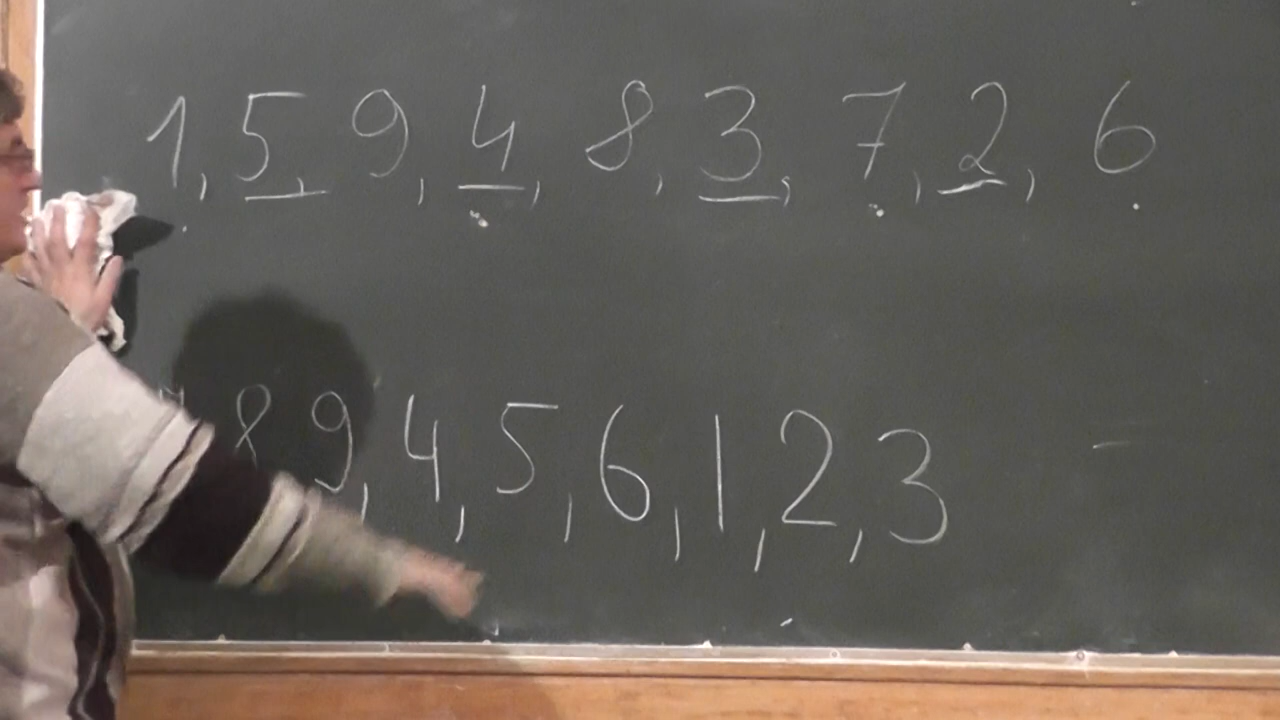 1, 5, 9, 4, 8, 3, 7, 2, 6
8 9, 4, 5, 6, 1, 2, 3